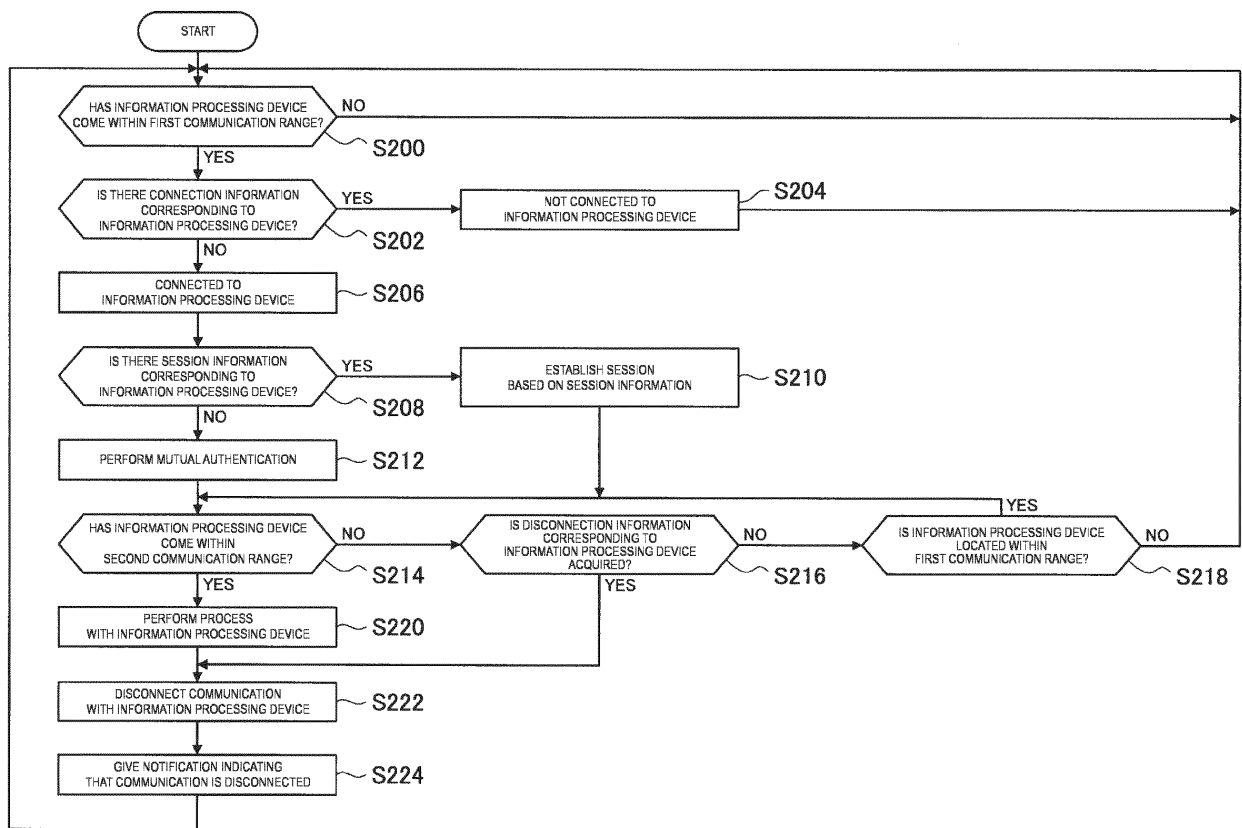 START
HAS INFORMATION PROCESSING DEVICE
COME WITHIN FIRST COMMUNICATION RANGE?
NO
S200
YES
IS THERE CONNECTION INFORMATION
CORRESPONDING TO
INFORMATION PROCESSING DEVICE?
YES
S202
NOT CONNECTED TO
INFORMATION PROCESSING DEVICE
S204
NO
CONNECTED TO
INFORMATION PROCESSING DEVICE
S206
IS THERE SESSION INFORMATION
CORRESPONDING TO
INFORMATION PROCESSING DEVICE?
YES
S208
ESTABLISH SESSION
BASED ON SESSION INFORMATION
S210
NO
PERFORM MUTUAL AUTHENTICATION
S212
HAS INFORMATION PROCESSING DEVICE
COME WITHIN
SECOND COMMUNICATION RANGE?
NO
S214
IS DISCONNECTION INFORMATION
CORRESPONDING TO
INFORMATION PROCESSING DEVICE
ACQUIRED?
NO
S216
YES
IS INFORMATION PROCESSING DEVICE
LOCATED WITHIN
FIRST COMMUNICATION RANGE?
NO
S218
YES
YES
PERFORM PROCESS
WITH INFORMATION PROCESSING DEVICE
S220
DISCONNECT COMMUNICATION
WITH INFORMATION PROCESSING DEVICE
S222
GIVE NOTIFICATION INDICATING
THAT COMMUNICATION IS DISCONNECTED
S224